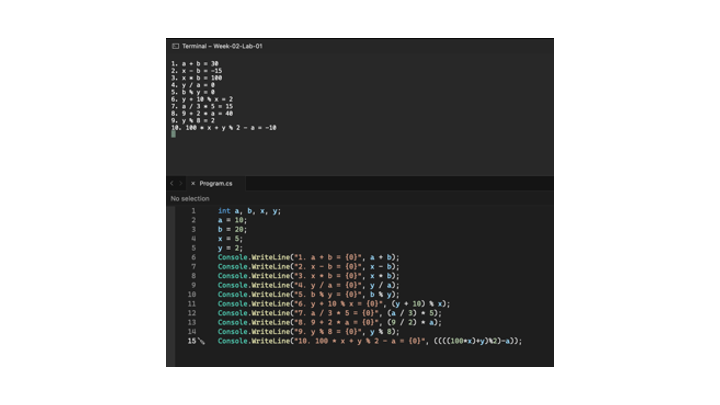 Terminal – Week-02-Lab-01
1. a + b = 30
2. x - b = -15
3. x * b = 100
4. y / a = 0
5. b % y = 0
6. y + 10 % x = 2
7. a / 3 * 5 = 15
8. 9 + 2 * a = 40
9. y % 8 = 2
10. 100 * x + y % 2 - a = -10
Program.cs
No selection
1 int a, b, x, y;
2 a = 10;
3 b = 20;
4 x = 5;
5 y = 2;
6 Console.WriteLine("1. a + b = {0}", a + b);
7 Console.WriteLine("2. x - b = {0}", x - b);
8 Console.WriteLine("3. x * b = {0}", x * b);
9 Console.WriteLine("4. y / a = {0}", y / a);
10 Console.WriteLine("5. b % y = {0}", b % y);
11 Console.WriteLine("6. y + 10 % x = {0}", (y + 10) % x);
12 Console.WriteLine("7. a / 3 * 5 = {0}", (a / 3) * 5);
13 Console.WriteLine("8. 9 + 2 * a = {0}", (9 / 2) * a);
14 Console.WriteLine("9. y % 8 = {0}", y % 8);
15 Console.WriteLine("10. 100 * x + y % 2 - a = {0}", ((((100*x)+y)%2)-a));